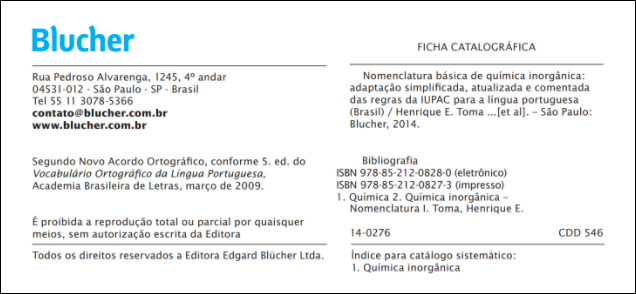 Blucher
Rua Pedroso Alvarenga, 1245, 4º andar
04531-012 - São Paulo - SP - Brasil
Tel 55 11 3078-5366
contato@blucher.com.br
www.blucher.com.br
Segundo Novo Acordo Ortográfico, conforme 5. ed. do
Vocabulário Ortográfico da Língua Portuguesa,
Academia Brasileira de Letras, março de 2009.
É proibida a reprodução total ou parcial por quaisquer
meios, sem autorização escrita da Editora
Todos os direitos reservados a Editora Edgard Blücher Ltda.
FICHA CATALOGRÁFICA
Nomenclatura básica de química inorgânica:
adaptação simplificada, atualizada e comentada
das regras da IUPAC para a língua portuguesa
(Brasil) / Henrique E. Toma ...[et al]. – São Paulo:
Blucher, 2014.
Bibliografia
ISBN 978-85-212-0828-0 (eletrônico)
ISBN 978-85-212-0827-3 (impresso)
1. Química 2. Química inorgânica –
Nomenclatura I. Toma, Henrique E.
14-0276 CDD 546
Índice para catálogo sistemático:
1. Química inorgânica